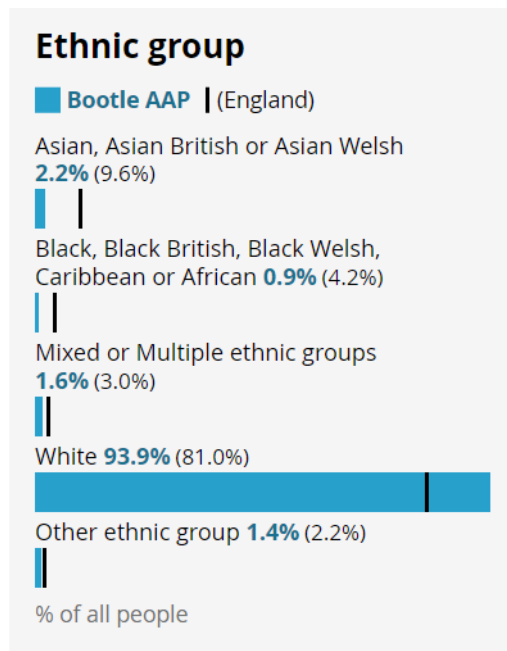 Ethnic group
Bootle AAP (England)
Asian, Asian British or Asian Welsh
2.2% (9.6%)
Black, Black British, Black Welsh,
Caribbean or African 0.9% (4.2%)
Mixed or Multiple ethnic groups
1.6% (3.0%)
White 93.9% (81.0%)
Other ethnic group 1.4% (2.2%)
% of all people